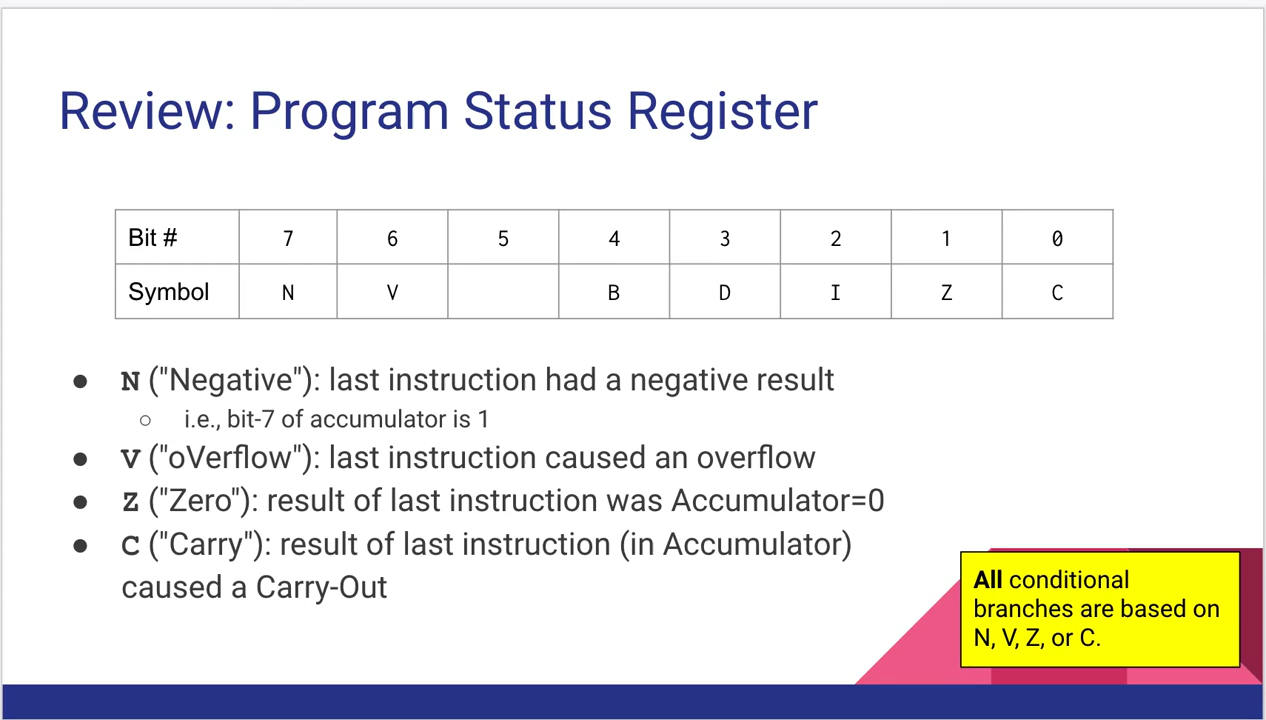 Review: Program Status Register
Bit # 7 6 5 4 3 2 1 0
Symbol N V B D I Z C
● N ("Negative"): last instruction had a negative result
○ i.e., bit-7 of accumulator is 1
● V ("oVerflow"): last instruction caused an overflow
● Z ("Zero"): result of last instruction was Accumulator=0
● C ("Carry"): result of last instruction (in Accumulator)
caused a Carry-Out
All conditional
branches are based on
N, V, Z, or C.